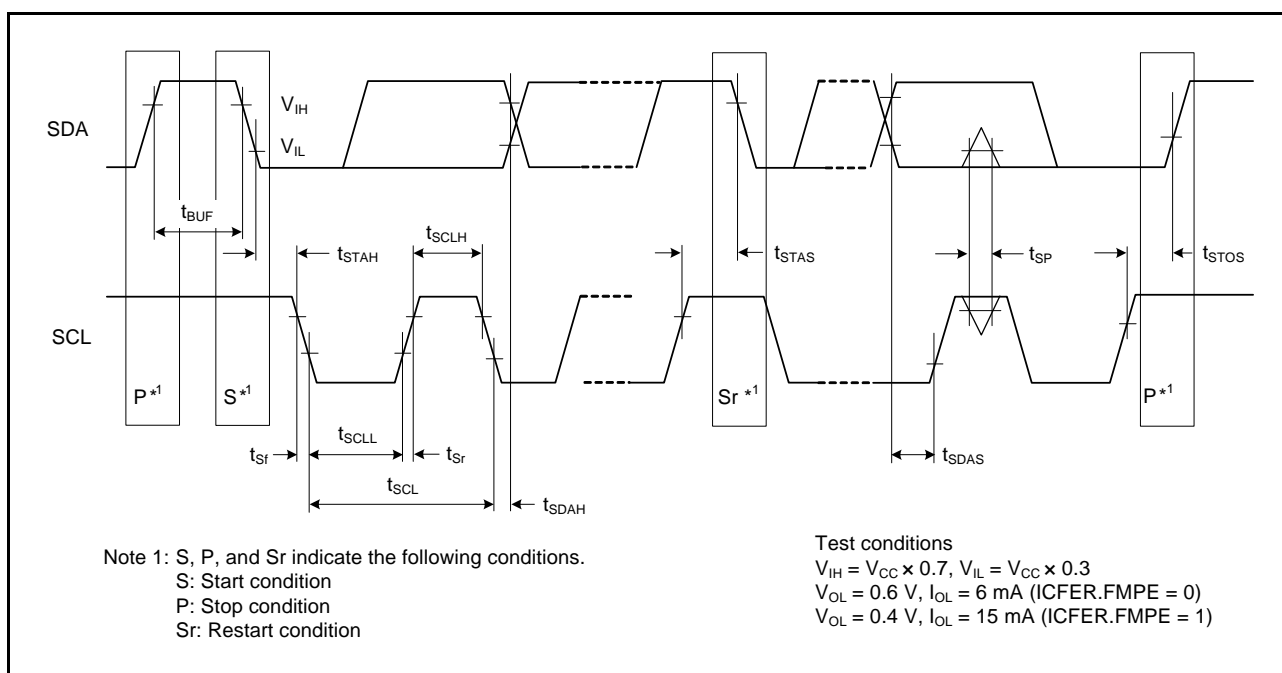 SDA
V_IH
V_IL
t_BUF
t_STAH
t_SCLH
t_STAS
t_SP
t_STOS
SCL
P *1
S *1
Sr *1
P *1
t_Sf
t_SCLL
t_Sr
t_SDAS
t_SCL
t_SDAH
Note 1: S, P, and Sr indicate the following conditions.
S: Start condition
P: Stop condition
Sr: Restart condition
Test conditions
V_IH = V_CC × 0.7, V_IL = V_CC × 0.3
V_OL = 0.6 V, I_OL = 6 mA (ICFER.FMPE = 0)
V_OL = 0.4 V, I_OL = 15 mA (ICFER.FMPE = 1)